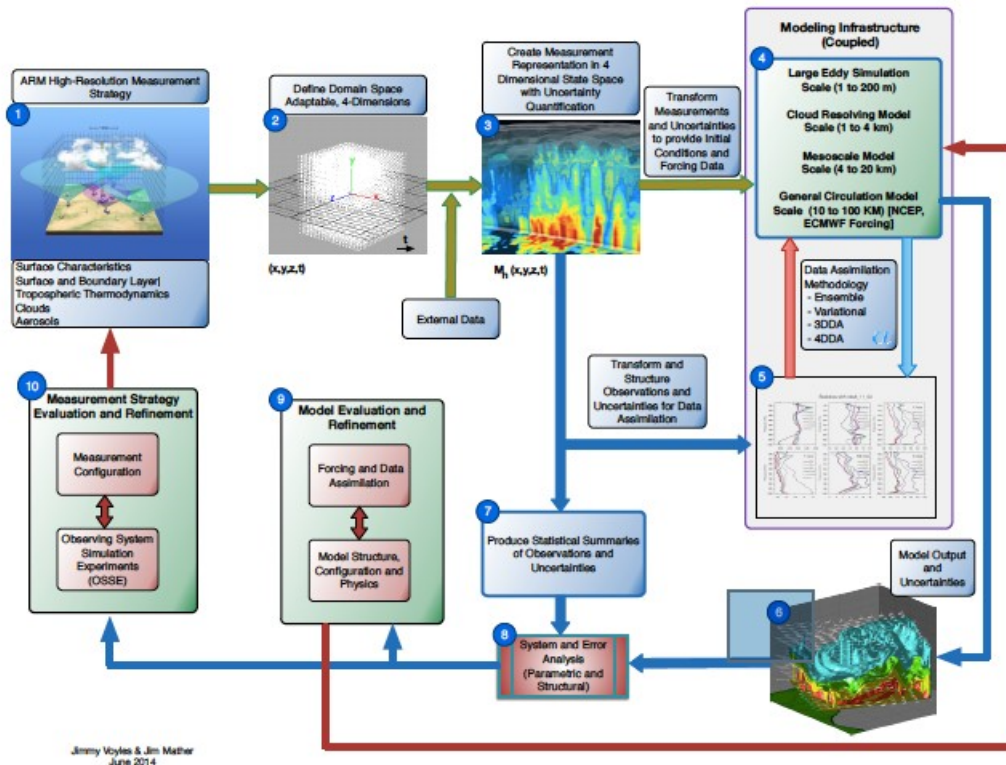 ARM High-Resolution Measurement
Strategy
1
Surface Characteristics
Surface and Boundary Layer|
Tropospheric Thermodynamics
Clouds
Aerosols
Define Domain Space
Adaptable, 4-Dimensions
2
y
z
x
t
(x,y,z,t)
External Data
Create Measurement
Representation in 4
Dimensional State Space
with Uncertainty
Quantification
3
M_h (x,y,z,t)
Transform
Measurements
and Uncertainties
to provide Initial
Conditions and
Forcing Data
Modeling Infrastructure
(Coupled)
4
Large Eddy Simulation
Scale (1 to 200 m)
Cloud Resolving Model
Scale (1 to 4 km)
Mesoscale Model
Scale (4 to 20 km)
General Circulation Model
Scale (10 to 100 KM) [NCEP,
ECMWF Forcing]
Data Assimilation
Methodology
- Ensemble
- Variational
- 3DDA
- 4DDA
5
Transform and
Structure
Observations and
Uncertainties for Data
Assimilation
Model Output
and
Uncertainties
6
7
Produce Statistical Summaries
of Observations and
Uncertainties
8
System and Error
Analysis
(Parametric and
Structural)
9
Model Evaluation and
Refinement
Forcing and Data
Assimilation
Model Structure,
Configuration and
Physics
10
Measurement Strategy
Evaluation and Refinement
Measurement
Configuration
Observing System
Simulation
Experiments
(OSSE)
Jimmy Voyles & Jim Mather
June 2014